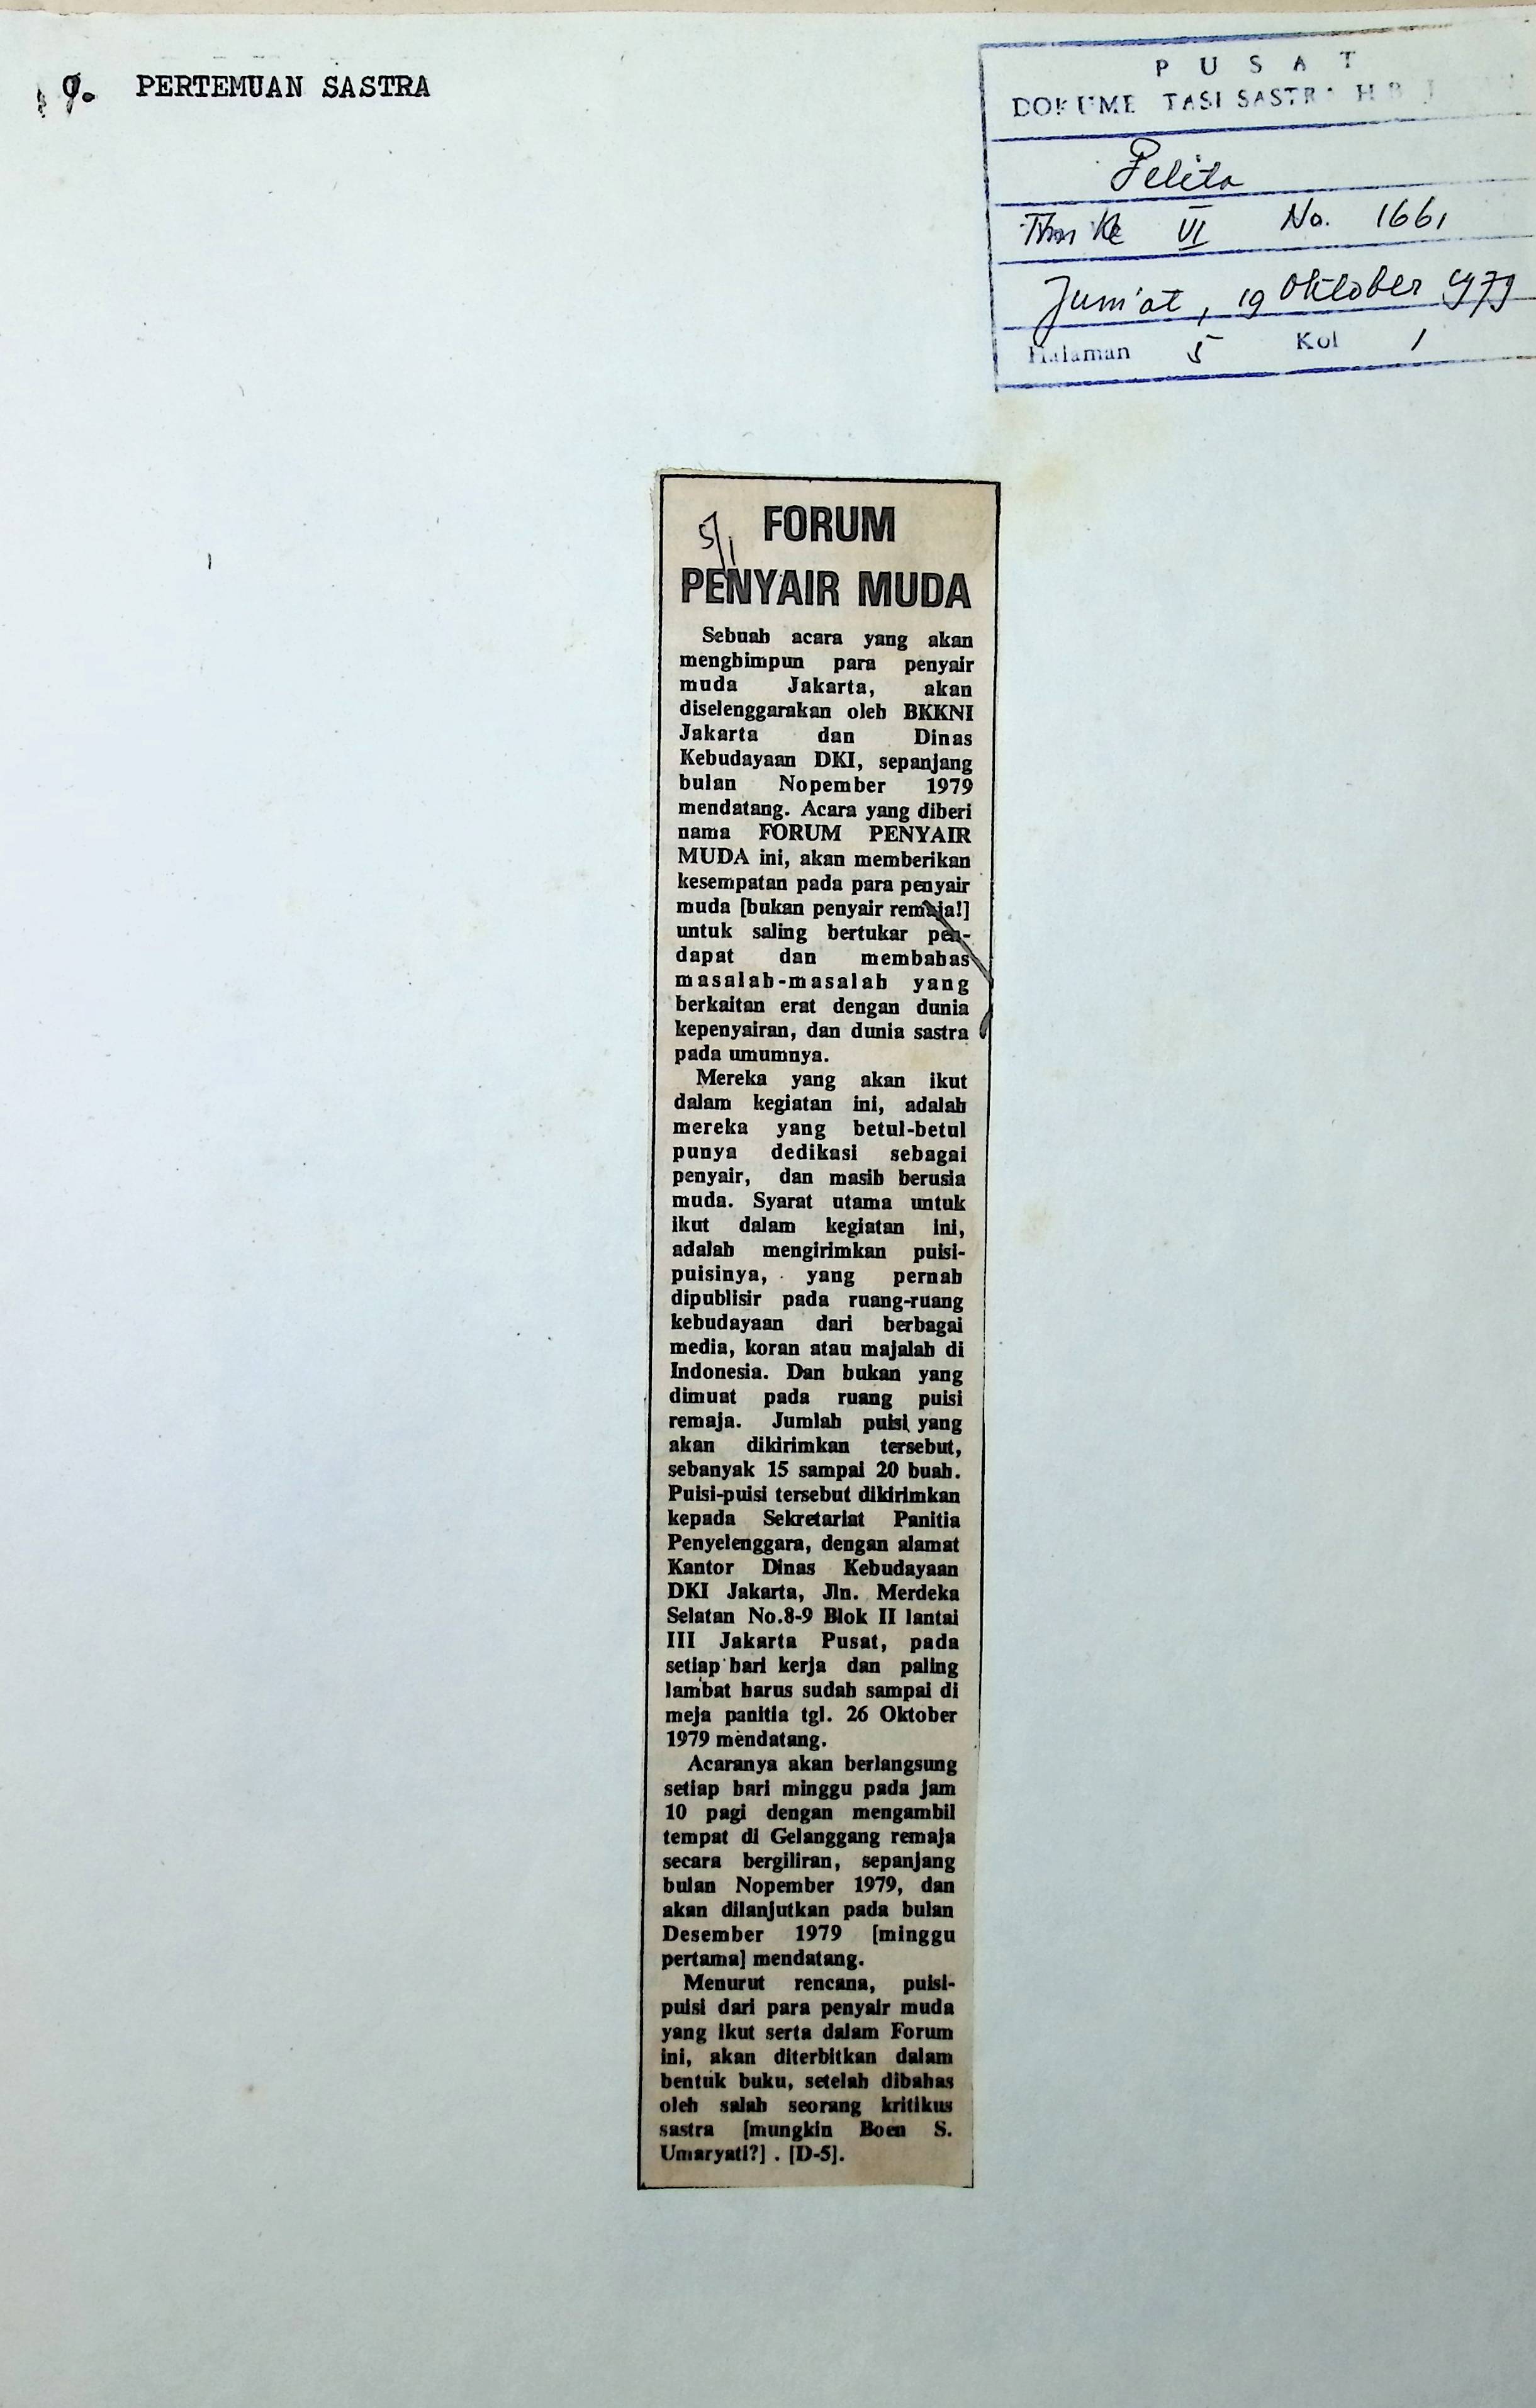 9. PERTEMUAN SASTRA
P U S A T
DOKUME TASI SASTR H B J
Pelita
Thn Ke VI No. 1661
Jum'at, 19 Oktober 1979
Halaman 5 Kol 1
5/1
FORUM
PENYAIR MUDA
Sebuah acara yang akan
menghimpun para penyair
muda Jakarta, akan
diselenggarakan oleh BKKNI
Jakarta dan Dinas
Kebudayaan DKI, sepanjang
bulan Nopember 1979
mendatang. Acara yang diberi
nama FORUM PENYAIR
MUDA ini, akan memberikan
kesempatan pada para penyair
muda [bukan penyair remaja!]
untuk saling bertukar pen-
dapat dan membahas
masalah-masalah yang
berkaitan erat dengan dunia
kepenyairan, dan dunia sastra
pada umumnya.
Mereka yang akan ikut
dalam kegiatan ini, adalah
mereka yang betul-betul
punya dedikasi sebagai
penyair, dan masih berusia
muda. Syarat utama untuk
ikut dalam kegiatan ini,
adalah mengirimkan puisi-
puisinya, yang pernah
dipublisir pada ruang-ruang
kebudayaan dari berbagai
media, koran atau majalah di
Indonesia. Dan bukan yang
dimuat pada ruang puisi
remaja. Jumlah puisi yang
akan dikirimkan tersebut,
sebanyak 15 sampai 20 buah.
Puisi-puisi tersebut dikirimkan
kepada Sekretariat Panitia
Penyelenggara, dengan alamat
Kantor Dinas Kebudayaan
DKI Jakarta, Jln. Merdeka
Selatan No.8-9 Blok II lantai
III Jakarta Pusat, pada
setiap hari kerja dan paling
lambat harus sudah sampai di
meja panitia tgl. 26 Oktober
1979 mendatang.
Acaranya akan berlangsung
setiap hari minggu pada jam
10 pagi dengan mengambil
tempat di Gelanggang remaja
secara bergiliran, sepanjang
bulan Nopember 1979, dan
akan dilanjutkan pada bulan
Desember 1979 [minggu
pertama] mendatang.
Menurut rencana, puisi-
puisi dari para penyair muda
yang ikut serta dalam Forum
ini, akan diterbitkan dalam
bentuk buku, setelah dibahas
oleh salah seorang kritikus
sastra [mungkin Boen S.
Umaryati?] . [D-5].